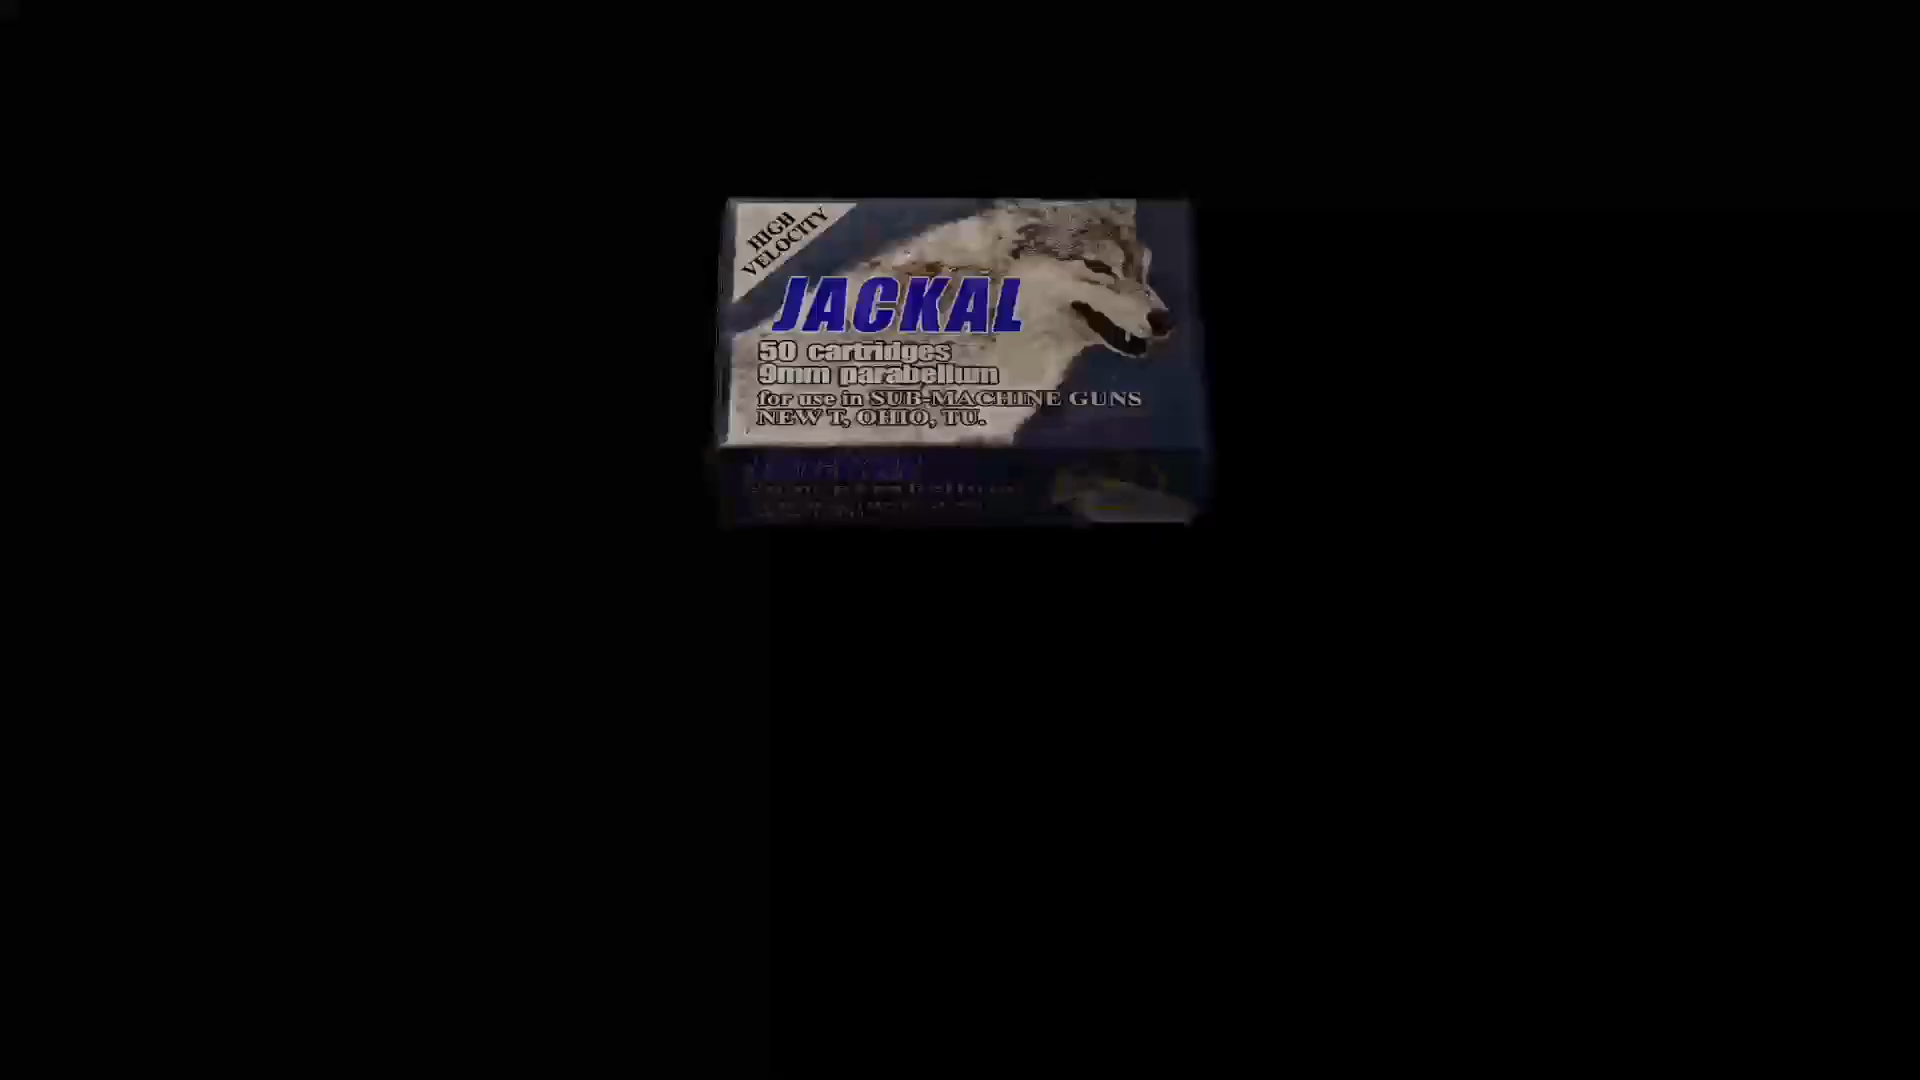 HIGH
VELOCITY
JACKAL
50 cartridges
9mm parabellum
for use in SUB-MACHINE GUNS
NEW T, OHIO, TU.